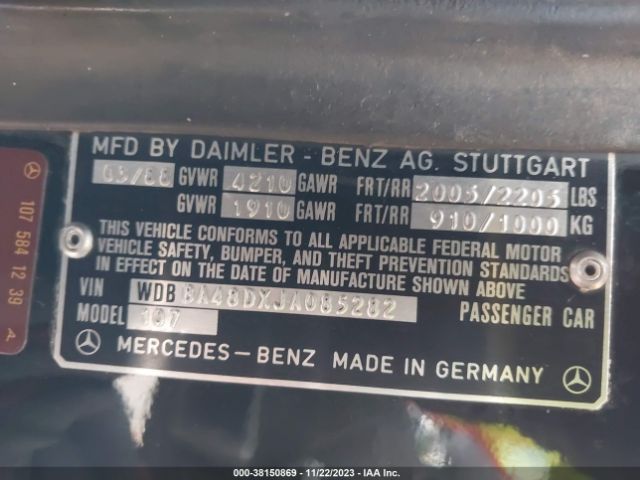 MFD BY DAIMLER - BENZ AG. STUTTGART
03/88 GVWR 4210 GAWR FRT/RR 2005/2205 LBS
GVWR 1910 GAWR FRT/RR 910/1000 KG
THIS VEHICLE CONFORMS TO ALL APPLICABLE FEDERAL MOTOR
VEHICLE SAFETY, BUMPER, AND THEFT PREVENTION STANDARDS
IN EFFECT ON THE DATE OF MANUFACTURE SHOWN ABOVE
VIN WDB BA48DXJA085282
MODEL 107 PASSENGER CAR
MERCEDES-BENZ MADE IN GERMANY
107 584 12 39 A
000-38150869 - 11/22/2023 - IAA Inc.